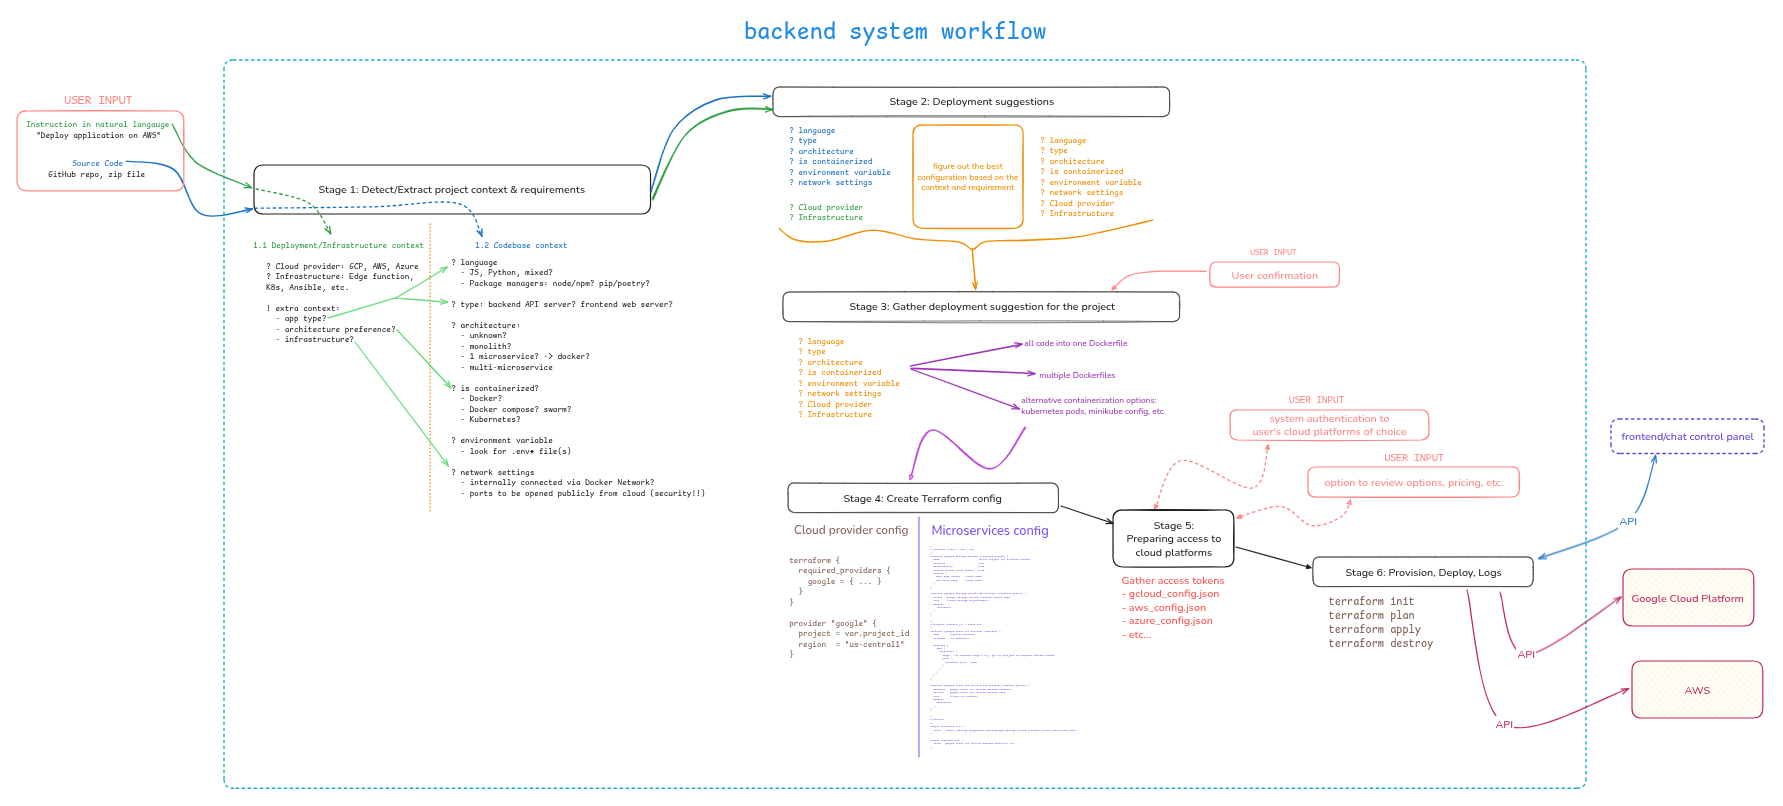 backend system workflow
USER INPUT
Instruction in natural langauge
"Deploy application on AWS"
Source Code
GitHub repo, zip file
Stage 1: Detect/Extract project context & requirements
1.1 Deployment/Infrastructure context
? Cloud provider: GCP, AWS, Azure
? Infrastructure: Edge function,
K8s, Ansible, etc.
! extra context:
- app type?
- architecture preference?
- infrastructure?
1.2 Codebase context
? language
- JS, Python, mixed?
- Package managers: node/npm? pip/poetry?
? type: backend API server? frontend web server?
? architecture:
- unknown?
- monolith?
- 1 microservice? -> docker?
- multi-microservice
? is containerized?
- Docker?
- Docker compose? swarm?
- Kubernetes?
? environment variable
- look for .env* file(s)
? network settings
- internally connected via Docker Network?
- ports to be opened publicly from cloud (security!!)
Stage 2: Deployment suggestions
? language
? type
? architecture
? is containerized
? environment variable
? network settings
? Cloud provider
? Infrastructure
figure out the best
configuration based on the
context and requirement
? language
? type
? architecture
? is containerized
? environment variable
? network settings
? Cloud provider
? Infrastructure
USER INPUT
User confirmation
Stage 3: Gather deployment suggestion for the project
? language
? type
? architecture
? is containerized
? environment variable
? network settings
? Cloud provider
? Infrastructure
all code into one Dockerfile
multiple Dockerfiles
alternative containerization options:
kubernetes pods, minikube config, etc.
Stage 4: Create Terraform config
Cloud provider config
terraform {
required_providers {
google = { ... }
}
}
provider "google" {
project = var.project_id
region = "us-central1"
}
Microservices config
USER INPUT
system authentication to
user's cloud platforms of choice
USER INPUT
option to review options, pricing, etc.
Stage 5:
Preparing access to
cloud platforms
Gather access tokens
- gcloud_config.json
- aws_config.json
- azure_config.json
- etc...
Stage 6: Provision, Deploy, Logs
terraform init
terraform plan
terraform apply
terraform destroy
frontend/chat control panel
API
Google Cloud Platform
API
AWS
API